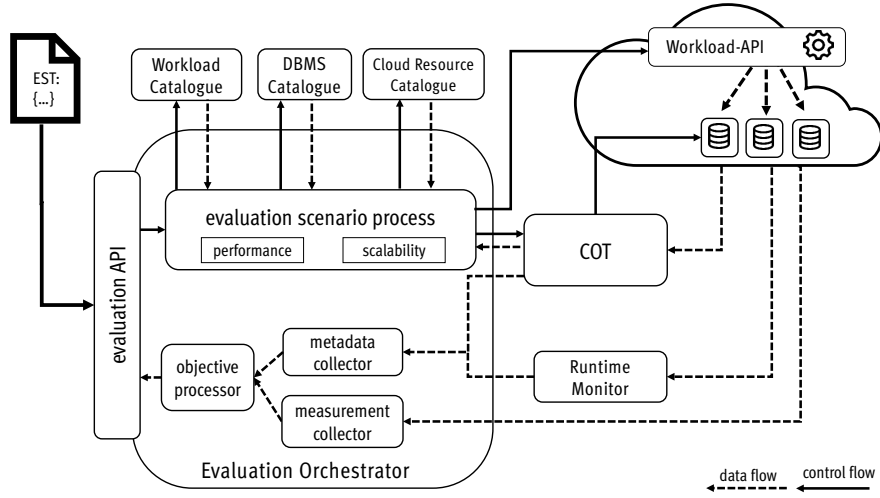 EST:
{...}
Workload
Catalogue
DBMS
Catalogue
Cloud Resource
Catalogue
Workload-API
evaluation API
evaluation scenario process
performance
scalability
COT
objective
processor
metadata
collector
measurement
collector
Runtime
Monitor
Evaluation Orchestrator
data flow
control flow